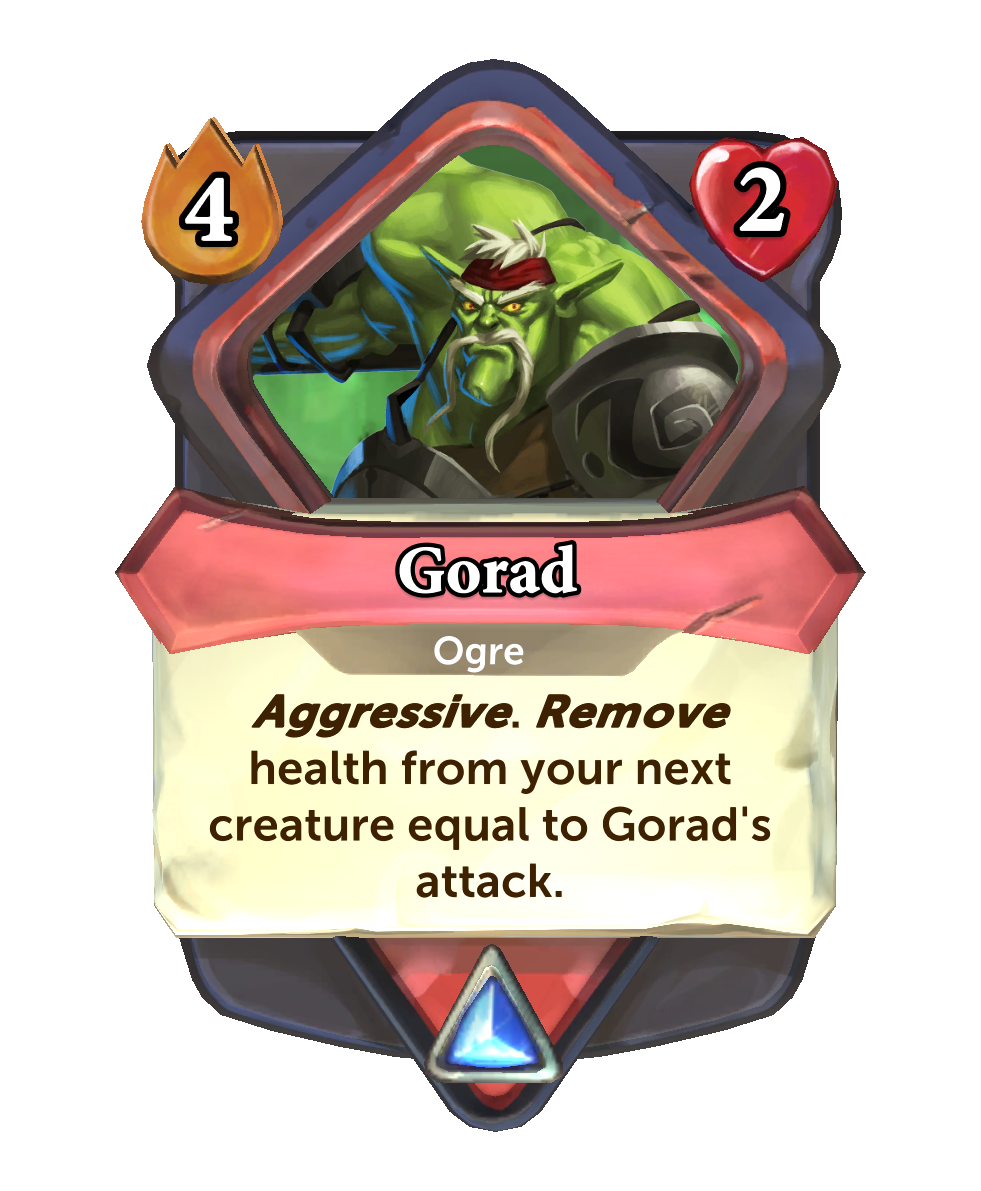 4
2
Gorad
Ogre
Aggressive. Remove
health from your next
creature equal to Gorad's
attack.